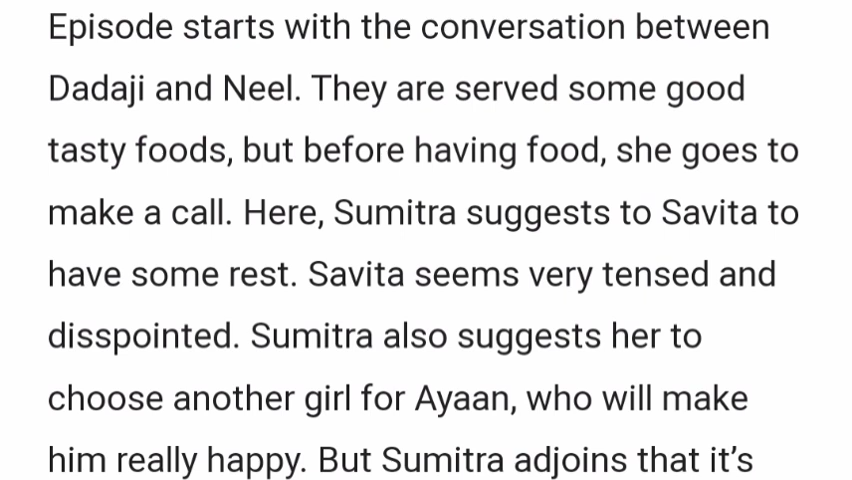 Episode starts with the conversation between
Dadaji and Neel. They are served some good
tasty foods, but before having food, she goes to
make a call. Here, Sumitra suggests to Savita to
have some rest. Savita seems very tensed and
disspointed. Sumitra also suggests her to
choose another girl for Ayaan, who will make
him really happy. But Sumitra adjoins that it’s